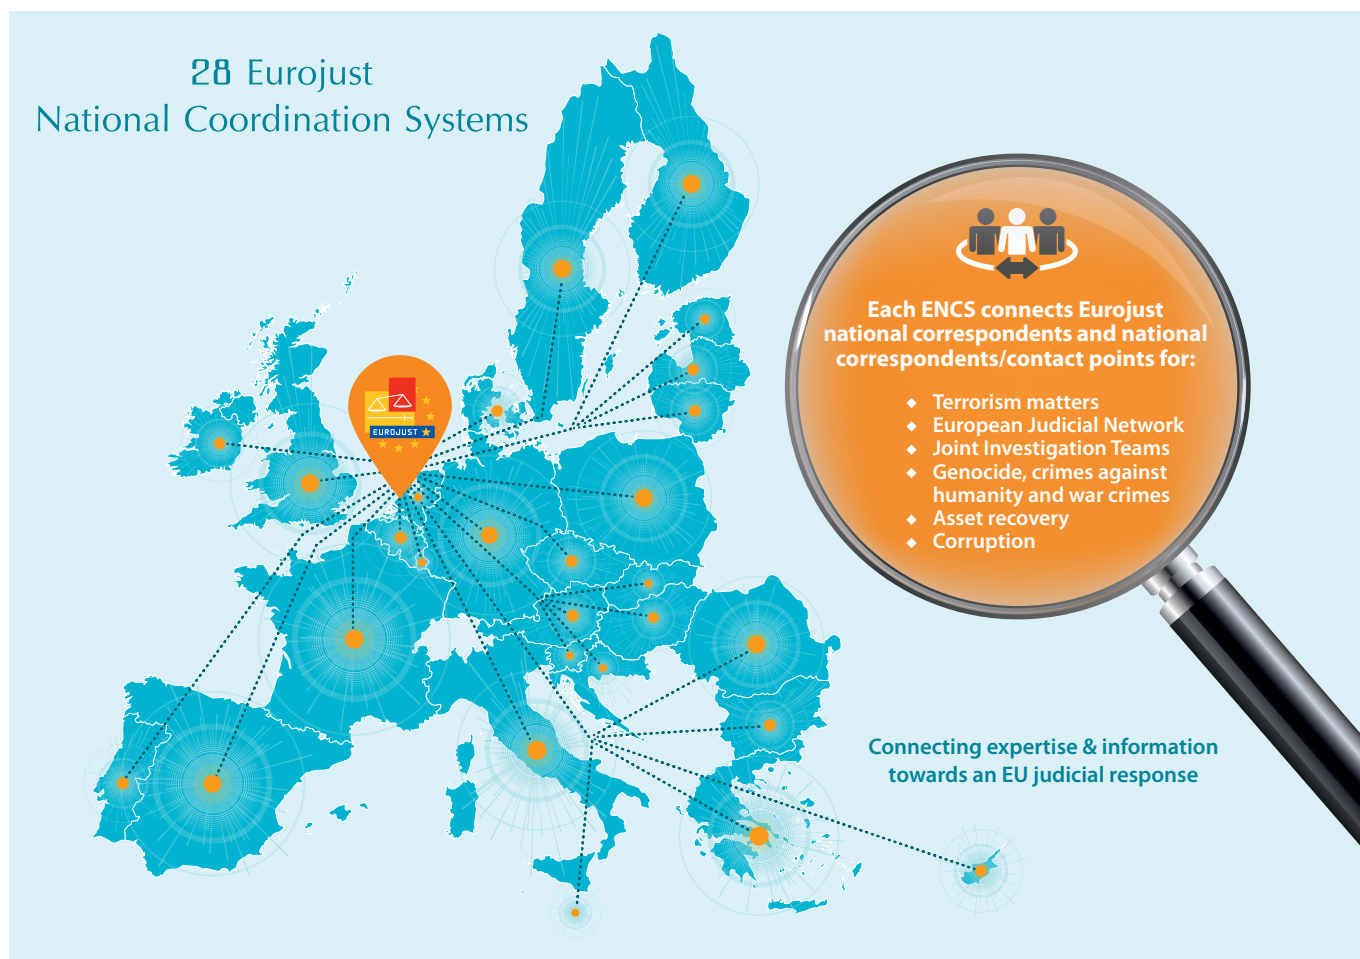 28 Eurojust
National Coordination Systems
EUROJUST
Each ENCS connects Eurojust
national correspondents and national
correspondents/contact points for:
◆ Terrorism matters
◆ European Judicial Network
◆ Joint Investigation Teams
◆ Genocide, crimes against
humanity and war crimes
◆ Asset recovery
◆ Corruption
Connecting expertise & information
towards an EU judicial response